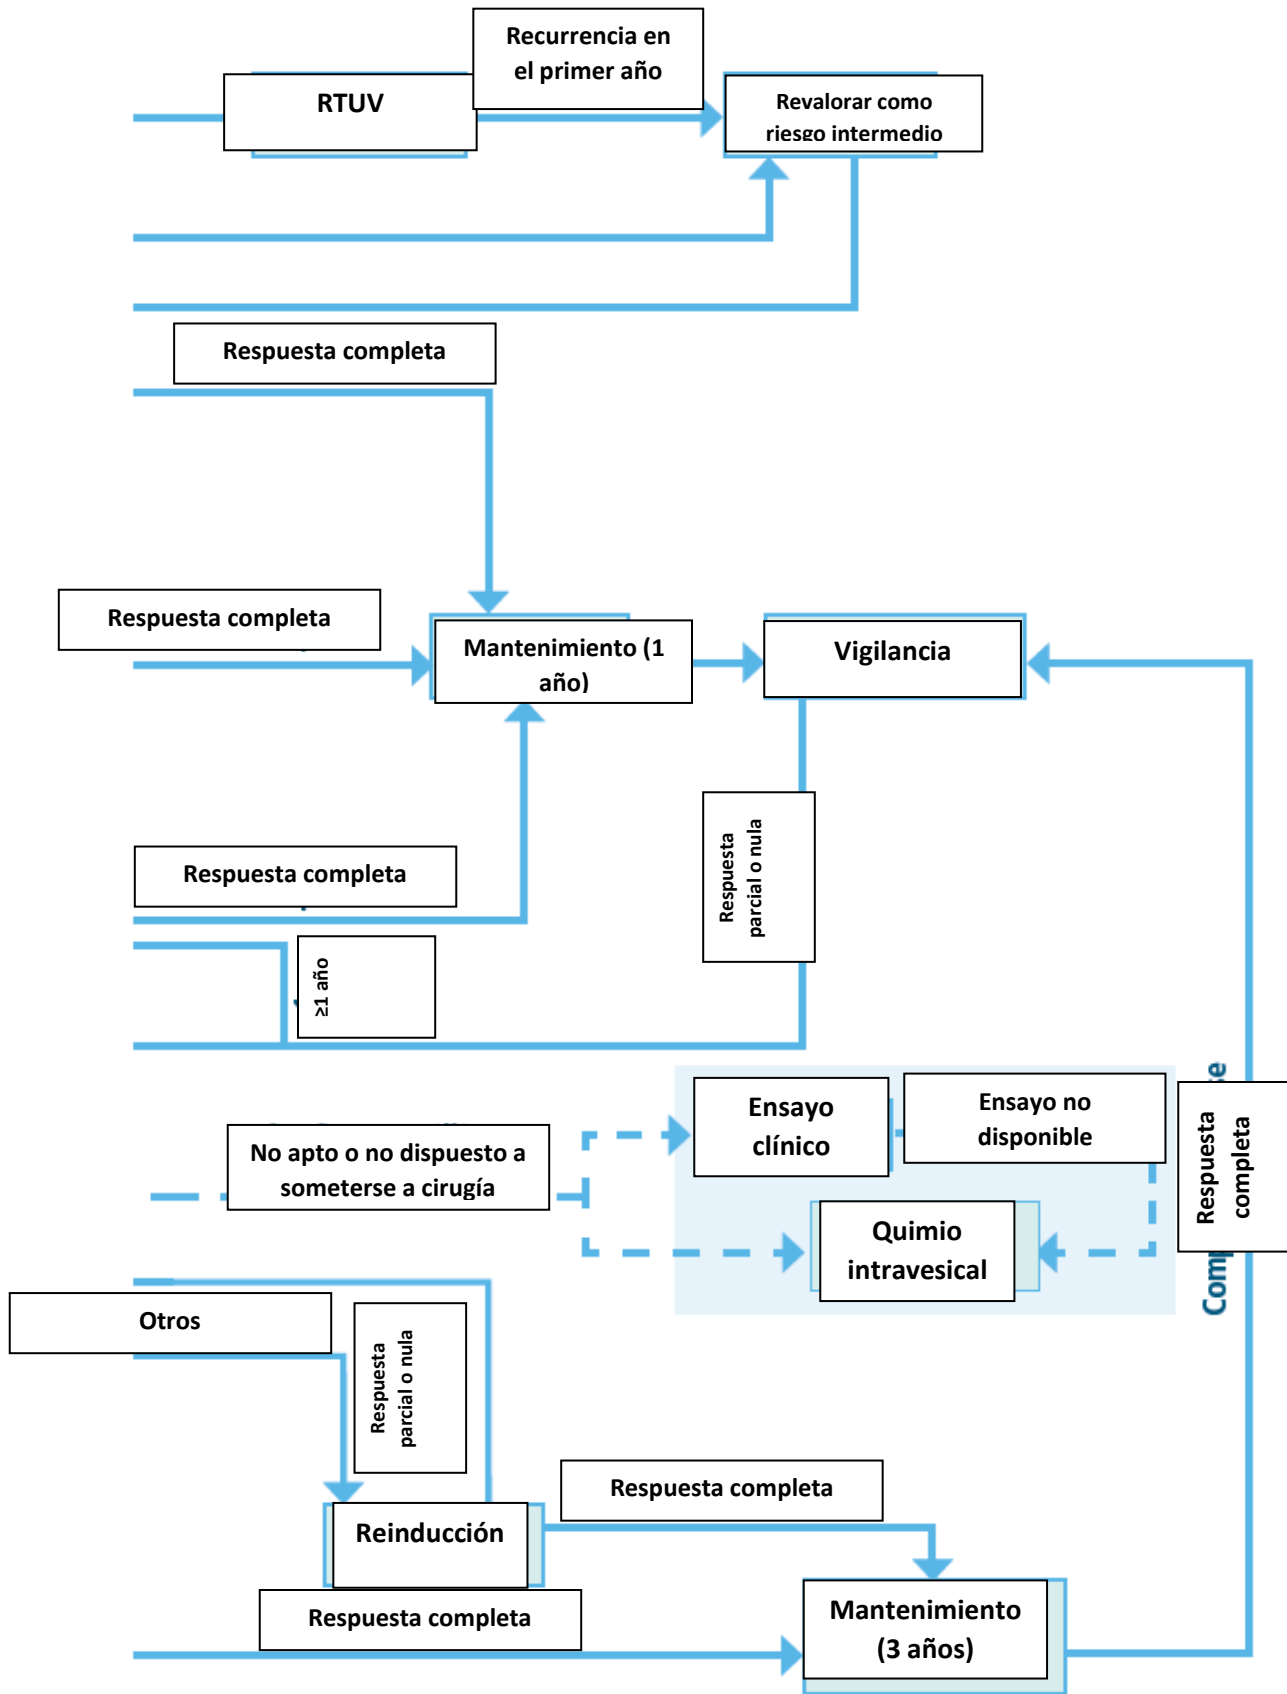 Recurrencia en
el primer año
RTUV
Revalorar como
riesgo intermedio
Respuesta completa
Respuesta completa
Mantenimiento (1
año)
Vigilancia
Respuesta
parcial o nula
Respuesta completa
≥1 año
Ensayo
clínico
Ensayo no
disponible
No apto o no dispuesto a
someterse a cirugía
Respuesta
completa
Quimio
intravesical
Comp
se
Otros
Respuesta
parcial o nula
Respuesta completa
Reinducción
Respuesta completa
Mantenimiento
(3 años)